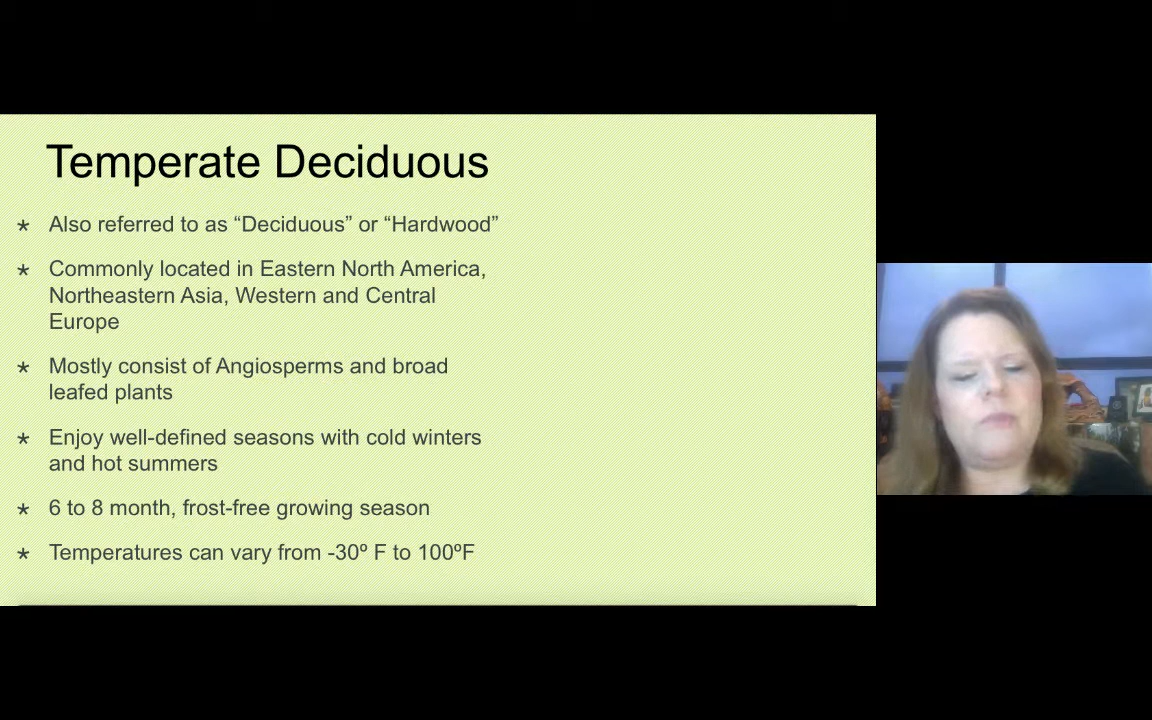 Temperate Deciduous
* Also referred to as “Deciduous” or “Hardwood”
* Commonly located in Eastern North America,
Northeastern Asia, Western and Central
Europe
* Mostly consist of Angiosperms and broad
leafed plants
* Enjoy well-defined seasons with cold winters
and hot summers
* 6 to 8 month, frost-free growing season
* Temperatures can vary from -30º F to 100ºF